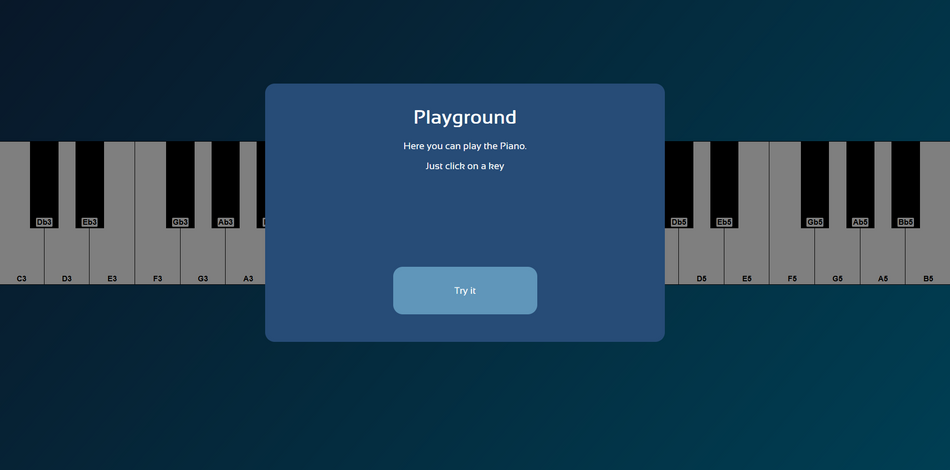 Playground
Here you can play the Piano.
Just click on a key
Db3 Eb3 Gb3 Ab3 Db5 Eb5 Gb5 Ab5 Bb5
C3 D3 E3 F3 G3 A3 D5 E5 F5 G5 A5 B5
Try it